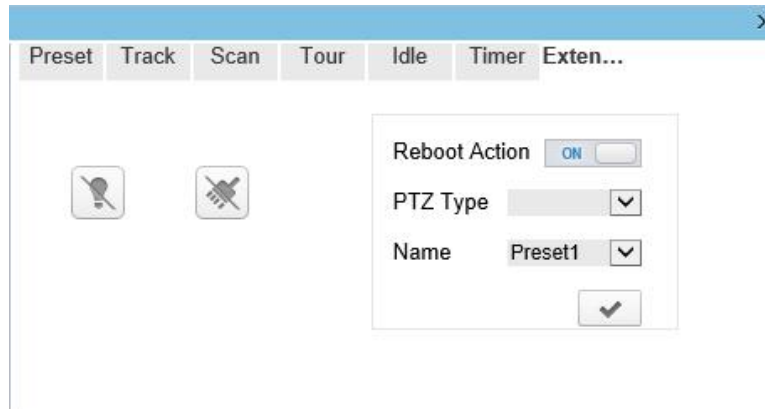 Preset Track Scan Tour Idle Timer Exten...
Reboot Action ON
PTZ Type
Name Preset1